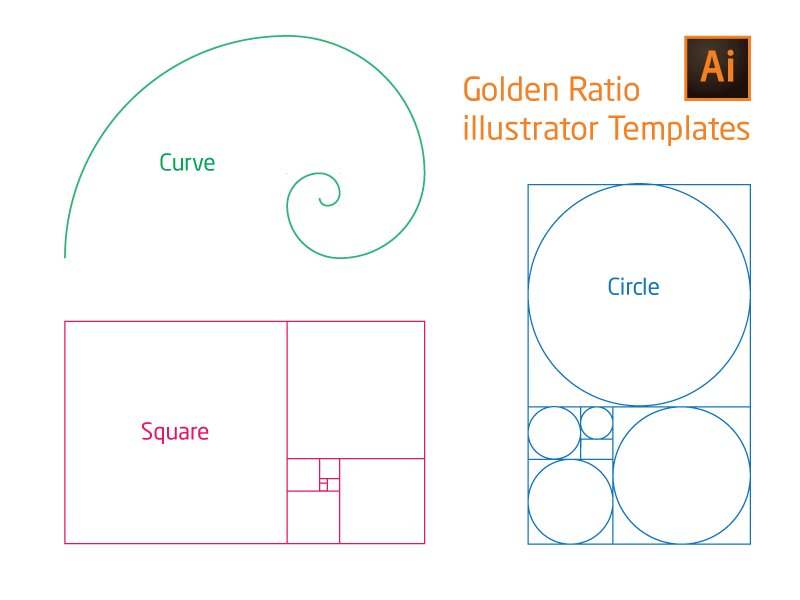 Ai
Golden Ratio
illustrator Templates
Curve
Circle
Square